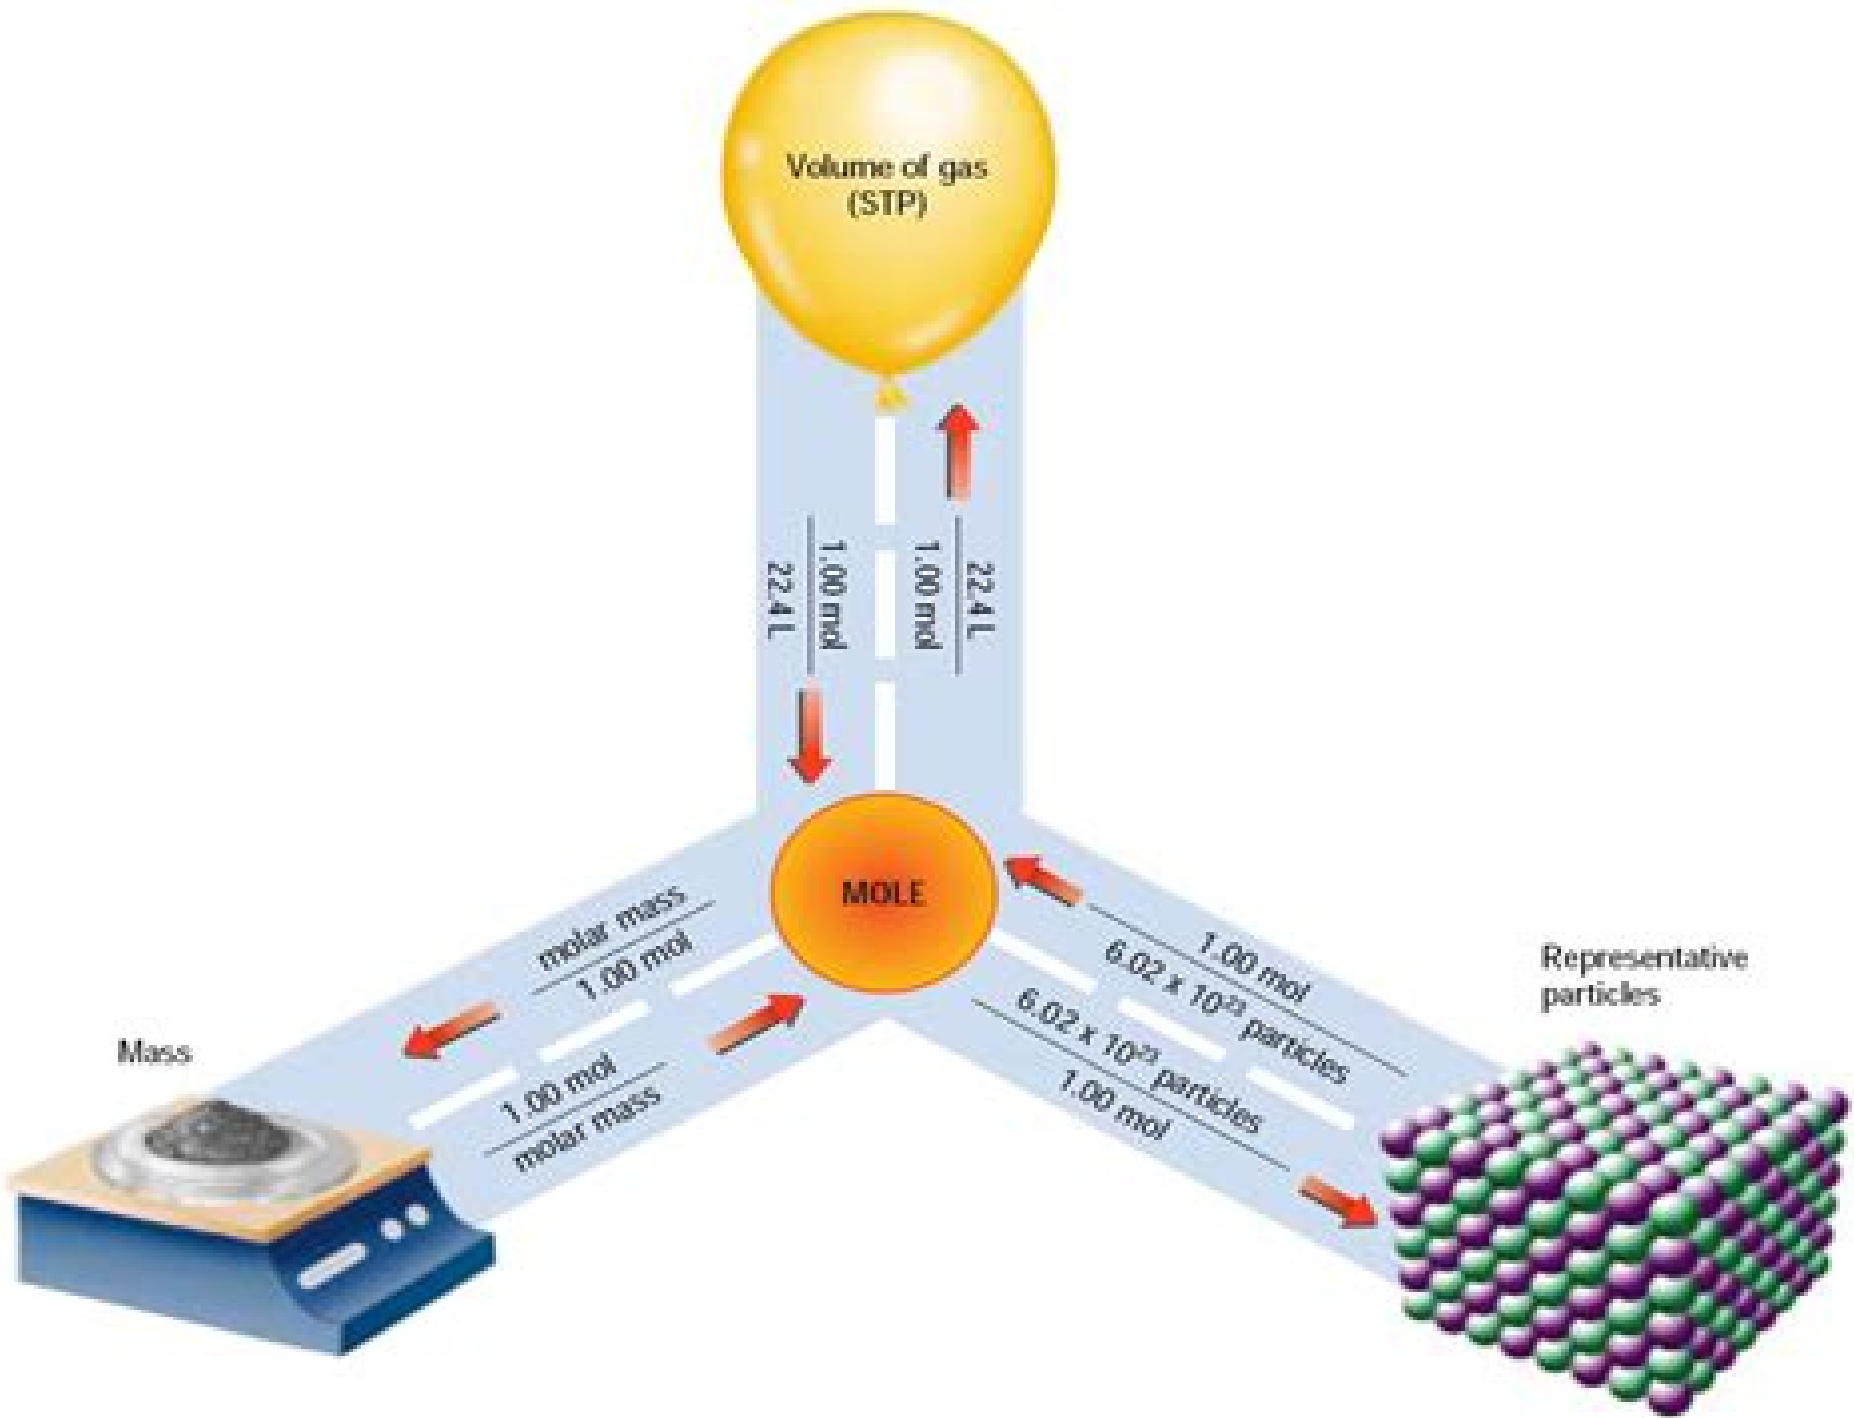 Volume of gas
(STP)
1.00 mol
22.4 L
22.4 L
1.00 mol
MOLE
molar mass
1.00 mol
1.00 mol
6.02 x 10²³ particles
Representative
particles
6.02 x 10²³ particles
1.00 mol
Mass
1.00 mol
molar mass